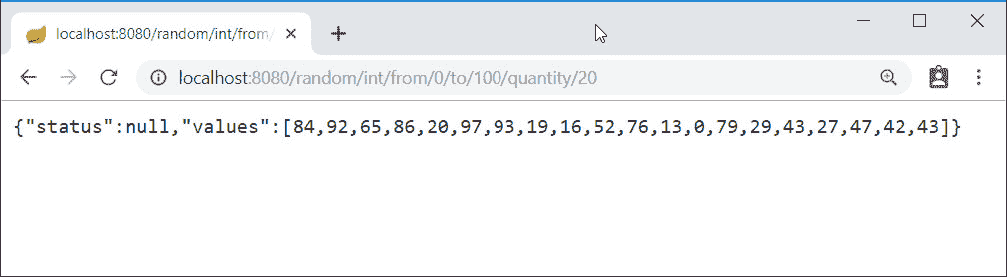 localhost:8080/random/int/from/
localhost:8080/random/int/from/0/to/100/quantity/20
{"status":null,"values":[84,92,65,86,20,97,93,19,16,52,76,13,0,79,29,43,27,47,42,43]}